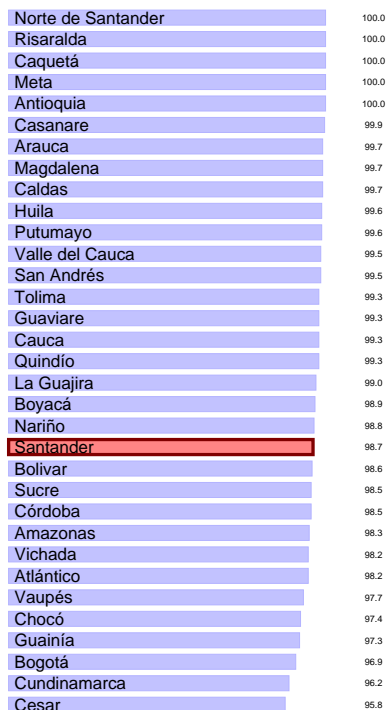 Norte de Santander 100.0
Risaralda 100.0
Caquetá 100.0
Meta 100.0
Antioquia 100.0
Casanare 99.9
Arauca 99.7
Magdalena 99.7
Caldas 99.7
Huila 99.6
Putumayo 99.6
Valle del Cauca 99.5
San Andrés 99.5
Tolima 99.3
Guaviare 99.3
Cauca 99.3
Quindío 99.3
La Guajira 99.0
Boyacá 98.9
Nariño 98.8
Santander 98.7
Bolivar 98.6
Sucre 98.5
Córdoba 98.5
Amazonas 98.3
Vichada 98.2
Atlántico 98.2
Vaupés 97.7
Chocó 97.4
Guainía 97.3
Bogotá 96.9
Cundinamarca 96.2
Cesar 95.8